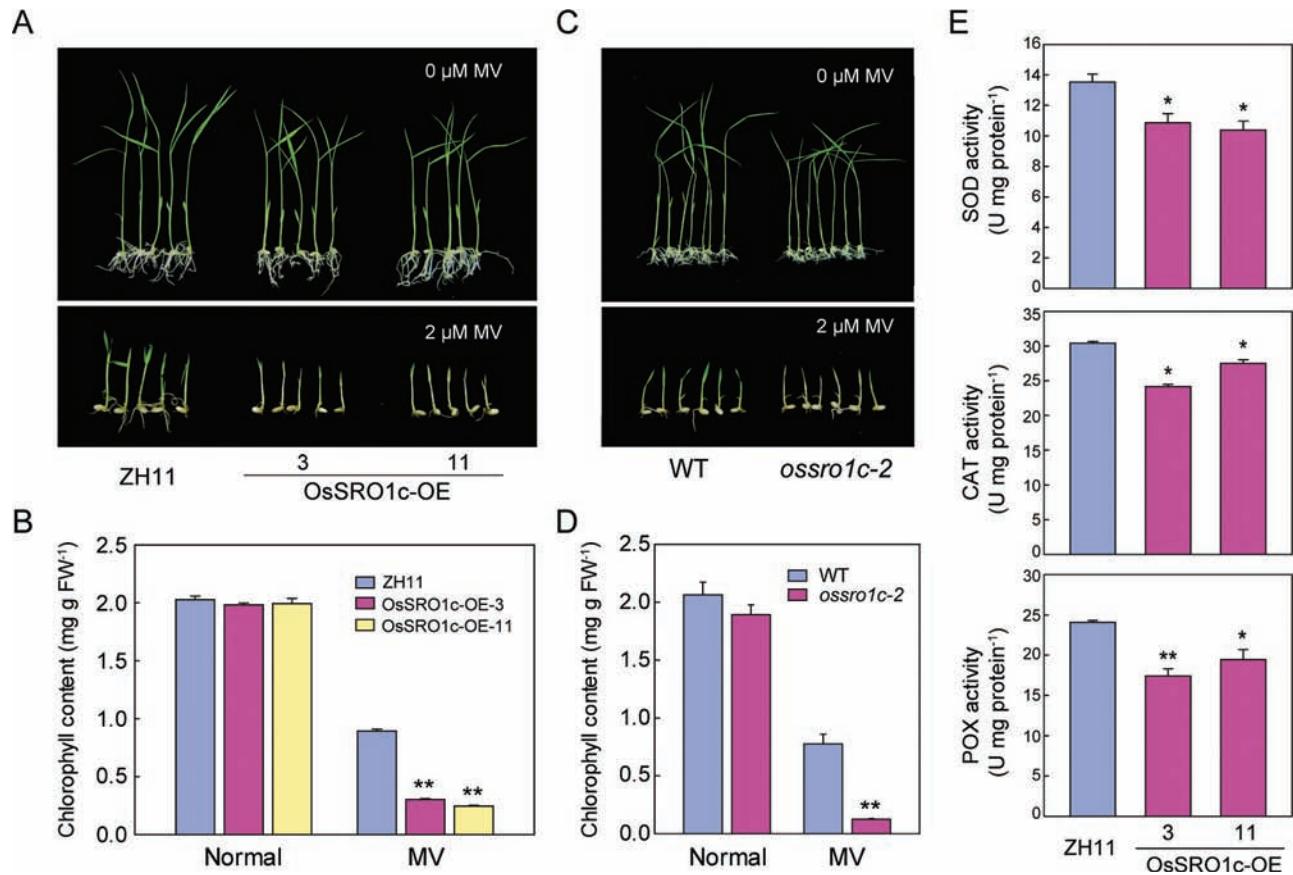 A
0 µM MV
2 µM MV
ZH11
3
11
OsSRO1c-OE
C
0 µM MV
2 µM MV
WT
ossro1c-2
B
Chlorophyll content (mg g FW⁻¹)
2.5
2.0
1.5
1.0
0.5
0.0
ZH11
OsSRO1c-OE-3
OsSRO1c-OE-11
** **
Normal MV
D
Chlorophyll content (mg g FW⁻¹)
2.5
2.0
1.5
1.0
0.5
0.0
WT
ossro1c-2
**
Normal MV
E
SOD activity
(U mg protein⁻¹)
16
14
12
10
8
6
4
2
0
* *
CAT activity
(U mg protein⁻¹)
35
30
25
20
15
10
5
0
* *
POX activity
(U mg protein⁻¹)
30
25
20
15
10
5
0
** *
ZH11 3 11
OsSRO1c-OE